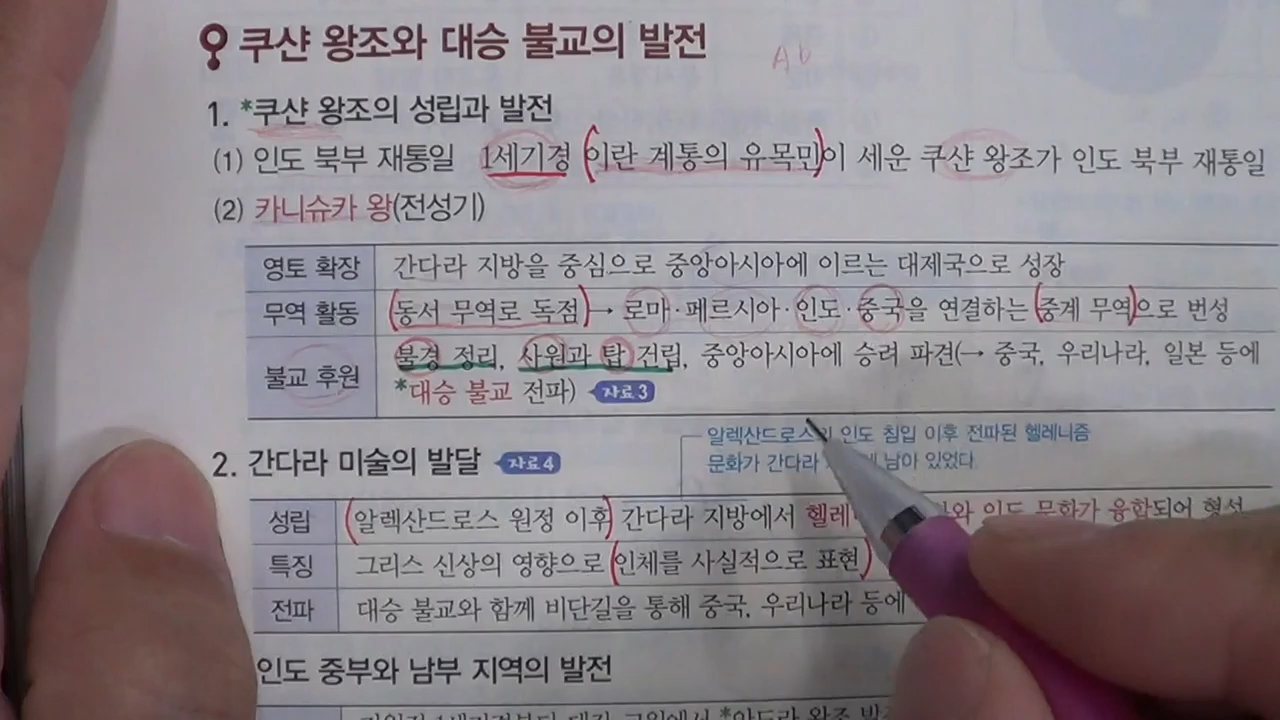 쿠샨 왕조와 대승 불교의 발전
1. *쿠샨 왕조의 성립과 발전
(1) 인도 북부 재통일 1세기경 이란 계통의 유목민이 세운 쿠샨 왕조가 인도 북부 재통일
(2) 카니슈카 왕(전성기)
영토 확장 간다라 지방을 중심으로 중앙아시아에 이르는 대제국으로 성장
무역 활동 동서 무역로 독점 → 로마·페르시아·인도·중국을 연결하는 중계 무역으로 번성
불교 후원 불경 정리, 사원과 탑 건립, 중앙아시아에 승려 파견(→ 중국, 우리나라, 일본 등에
*대승 불교 전파) 자료3
알렉산드로스의 인도 침입 이후 전파된 헬레니즘
문화가 간다라 남아 있었다.
2. 간다라 미술의 발달 자료4
성립 알렉산드로스 원정 이후 간다라 지방에서 인도 문화가 융합되어 형성
특징 그리스 신상의 영향으로 인체를 사실적으로 표현
전파 대승 불교와 함께 비단길을 통해 중국, 우리나라 등에
인도 중부와 남부 지역의 발전